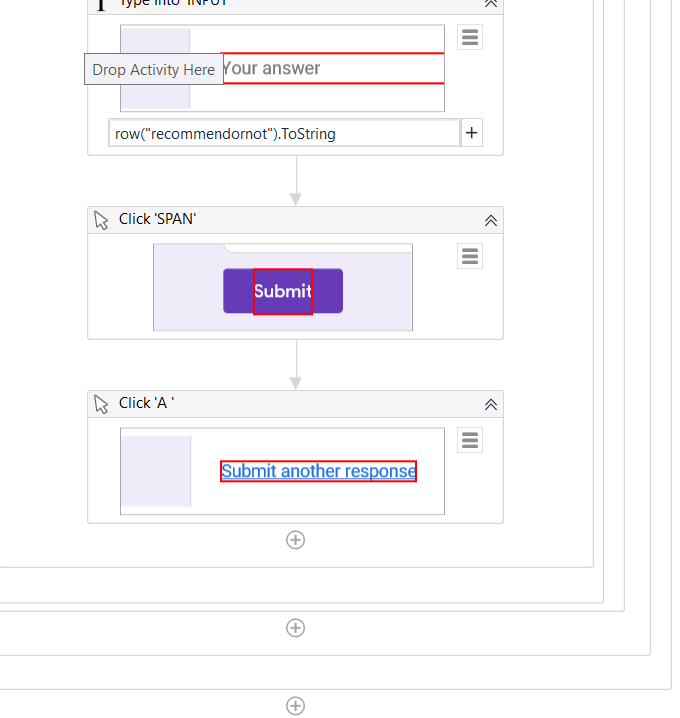 Type Into 'INPUT'
Drop Activity Here
Your answer
row("recommendornot").ToString
Click 'SPAN'
Submit
Click 'A '
Submit another response